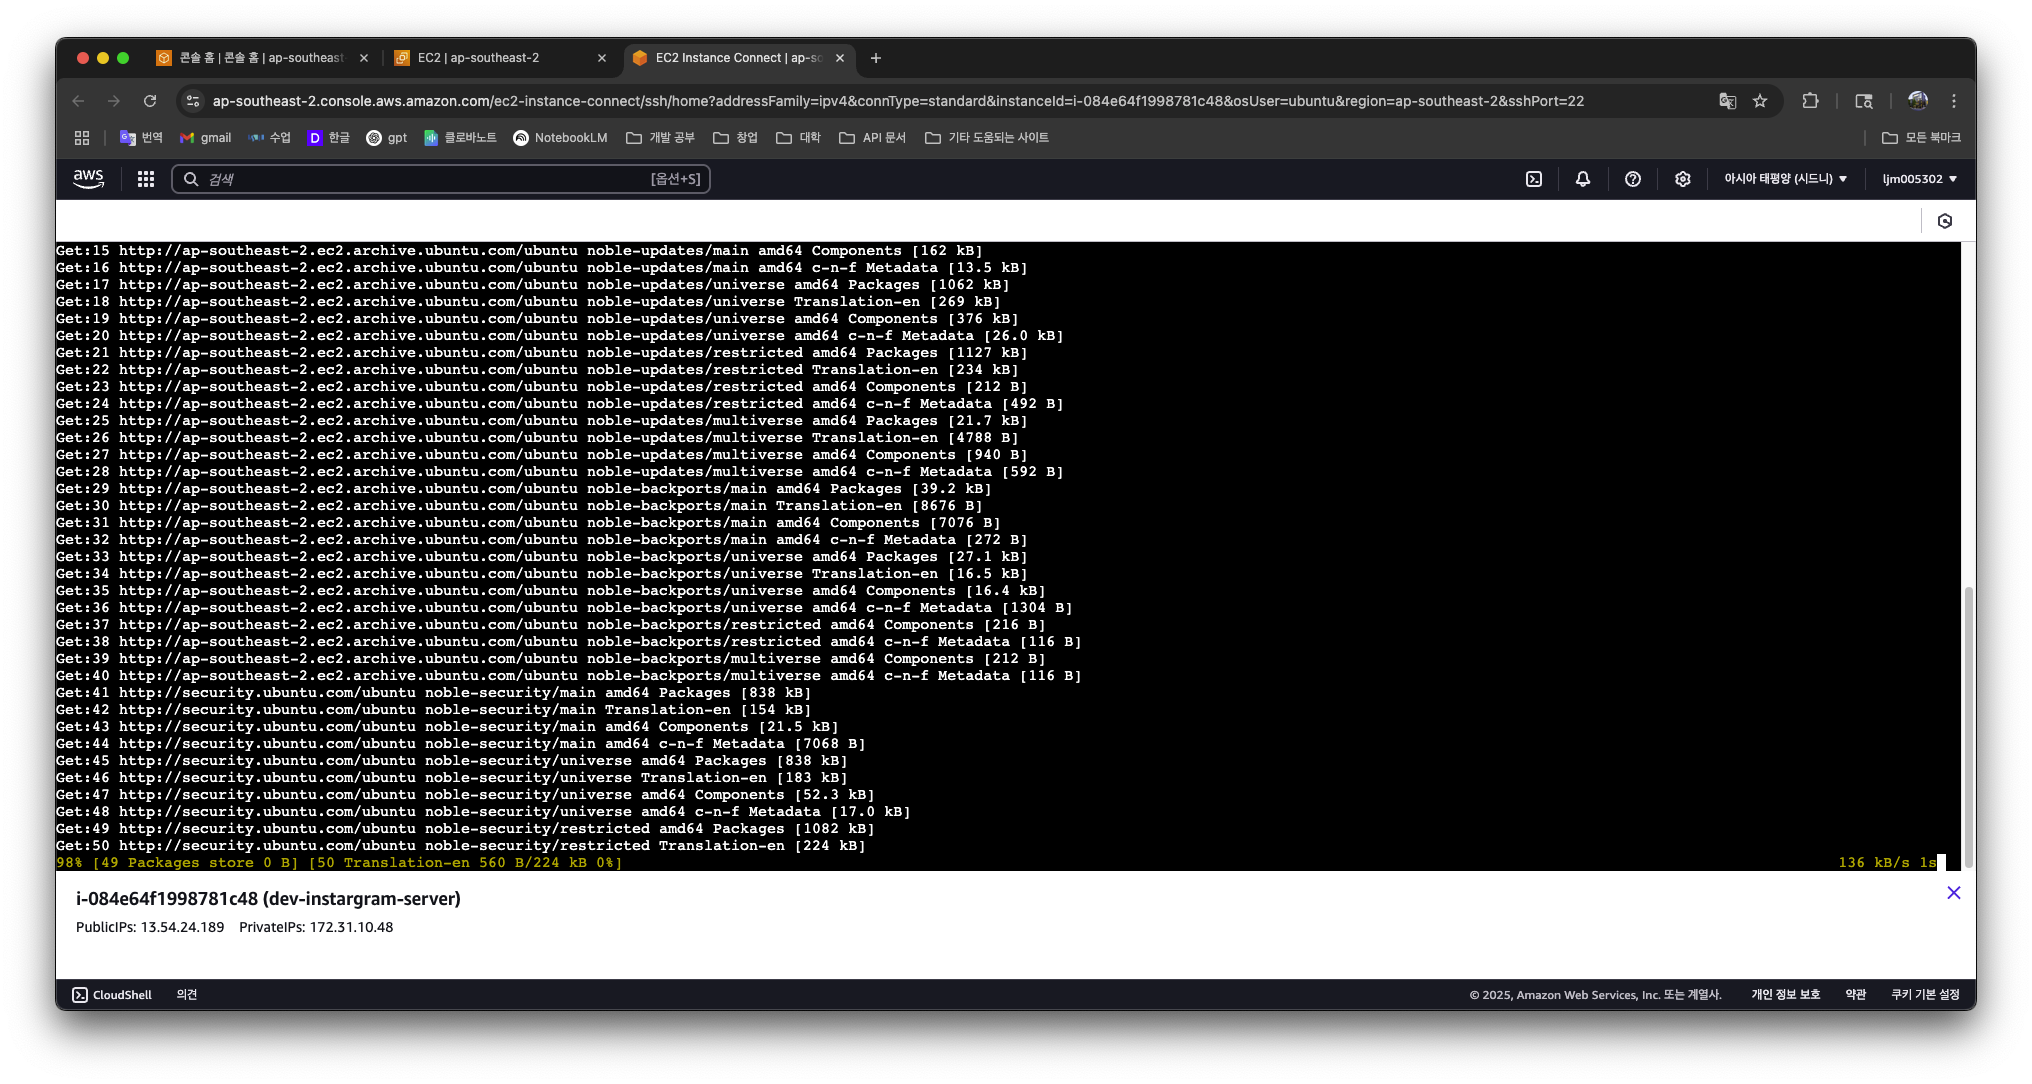 콘솔 홈 | 콘솔 홈 | ap-southeast-
EC2 | ap-southeast-2
EC2 Instance Connect | ap-so
ap-southeast-2.console.aws.amazon.com/ec2-instance-connect/ssh/home?addressFamily=ipv4&connType=standard&instanceId=i-084e64f1998781c48&osUser=ubuntu&region=ap-southeast-2&sshPort=22
번역 gmail 수업 D 한글 gpt 클로바노트 NotebookLM 개발 공부 창업 대학 API 문서 기타 도움되는 사이트 모든 북마크
aws 검색 [옵션+S] 아시아 태평양 (시드니) ljm005302
Get:15 http://ap-southeast-2.ec2.archive.ubuntu.com/ubuntu noble-updates/main amd64 Components [162 kB]
Get:16 http://ap-southeast-2.ec2.archive.ubuntu.com/ubuntu noble-updates/main amd64 c-n-f Metadata [13.5 kB]
Get:17 http://ap-southeast-2.ec2.archive.ubuntu.com/ubuntu noble-updates/universe amd64 Packages [1062 kB]
Get:18 http://ap-southeast-2.ec2.archive.ubuntu.com/ubuntu noble-updates/universe Translation-en [269 kB]
Get:19 http://ap-southeast-2.ec2.archive.ubuntu.com/ubuntu noble-updates/universe amd64 Components [376 kB]
Get:20 http://ap-southeast-2.ec2.archive.ubuntu.com/ubuntu noble-updates/universe amd64 c-n-f Metadata [26.0 kB]
Get:21 http://ap-southeast-2.ec2.archive.ubuntu.com/ubuntu noble-updates/restricted amd64 Packages [1127 kB]
Get:22 http://ap-southeast-2.ec2.archive.ubuntu.com/ubuntu noble-updates/restricted Translation-en [234 kB]
Get:23 http://ap-southeast-2.ec2.archive.ubuntu.com/ubuntu noble-updates/restricted amd64 Components [212 B]
Get:24 http://ap-southeast-2.ec2.archive.ubuntu.com/ubuntu noble-updates/restricted amd64 c-n-f Metadata [492 B]
Get:25 http://ap-southeast-2.ec2.archive.ubuntu.com/ubuntu noble-updates/multiverse amd64 Packages [21.7 kB]
Get:26 http://ap-southeast-2.ec2.archive.ubuntu.com/ubuntu noble-updates/multiverse Translation-en [4788 B]
Get:27 http://ap-southeast-2.ec2.archive.ubuntu.com/ubuntu noble-updates/multiverse amd64 Components [940 B]
Get:28 http://ap-southeast-2.ec2.archive.ubuntu.com/ubuntu noble-updates/multiverse amd64 c-n-f Metadata [592 B]
Get:29 http://ap-southeast-2.ec2.archive.ubuntu.com/ubuntu noble-backports/main amd64 Packages [39.2 kB]
Get:30 http://ap-southeast-2.ec2.archive.ubuntu.com/ubuntu noble-backports/main Translation-en [8676 B]
Get:31 http://ap-southeast-2.ec2.archive.ubuntu.com/ubuntu noble-backports/main amd64 Components [7076 B]
Get:32 http://ap-southeast-2.ec2.archive.ubuntu.com/ubuntu noble-backports/main amd64 c-n-f Metadata [272 B]
Get:33 http://ap-southeast-2.ec2.archive.ubuntu.com/ubuntu noble-backports/universe amd64 Packages [27.1 kB]
Get:34 http://ap-southeast-2.ec2.archive.ubuntu.com/ubuntu noble-backports/universe Translation-en [16.5 kB]
Get:35 http://ap-southeast-2.ec2.archive.ubuntu.com/ubuntu noble-backports/universe amd64 Components [16.4 kB]
Get:36 http://ap-southeast-2.ec2.archive.ubuntu.com/ubuntu noble-backports/universe amd64 c-n-f Metadata [1304 B]
Get:37 http://ap-southeast-2.ec2.archive.ubuntu.com/ubuntu noble-backports/restricted amd64 Components [216 B]
Get:38 http://ap-southeast-2.ec2.archive.ubuntu.com/ubuntu noble-backports/restricted amd64 c-n-f Metadata [116 B]
Get:39 http://ap-southeast-2.ec2.archive.ubuntu.com/ubuntu noble-backports/multiverse amd64 Components [212 B]
Get:40 http://ap-southeast-2.ec2.archive.ubuntu.com/ubuntu noble-backports/multiverse amd64 c-n-f Metadata [116 B]
Get:41 http://security.ubuntu.com/ubuntu noble-security/main amd64 Packages [838 kB]
Get:42 http://security.ubuntu.com/ubuntu noble-security/main Translation-en [154 kB]
Get:43 http://security.ubuntu.com/ubuntu noble-security/main amd64 Components [21.5 kB]
Get:44 http://security.ubuntu.com/ubuntu noble-security/main amd64 c-n-f Metadata [7068 B]
Get:45 http://security.ubuntu.com/ubuntu noble-security/universe amd64 Packages [838 kB]
Get:46 http://security.ubuntu.com/ubuntu noble-security/universe Translation-en [183 kB]
Get:47 http://security.ubuntu.com/ubuntu noble-security/universe amd64 Components [52.3 kB]
Get:48 http://security.ubuntu.com/ubuntu noble-security/universe amd64 c-n-f Metadata [17.0 kB]
Get:49 http://security.ubuntu.com/ubuntu noble-security/restricted amd64 Packages [1082 kB]
Get:50 http://security.ubuntu.com/ubuntu noble-security/restricted Translation-en [224 kB]
98% [49 Packages store 0 B] [50 Translation-en 560 B/224 kB 0%] 136 kB/s 1s
i-084e64f1998781c48 (dev-instargram-server)
PublicIPs: 13.54.24.189 PrivateIPs: 172.31.10.48
CloudShell 의견 © 2025, Amazon Web Services, Inc. 또는 계열사. 개인 정보 보호 약관 쿠키 기본 설정